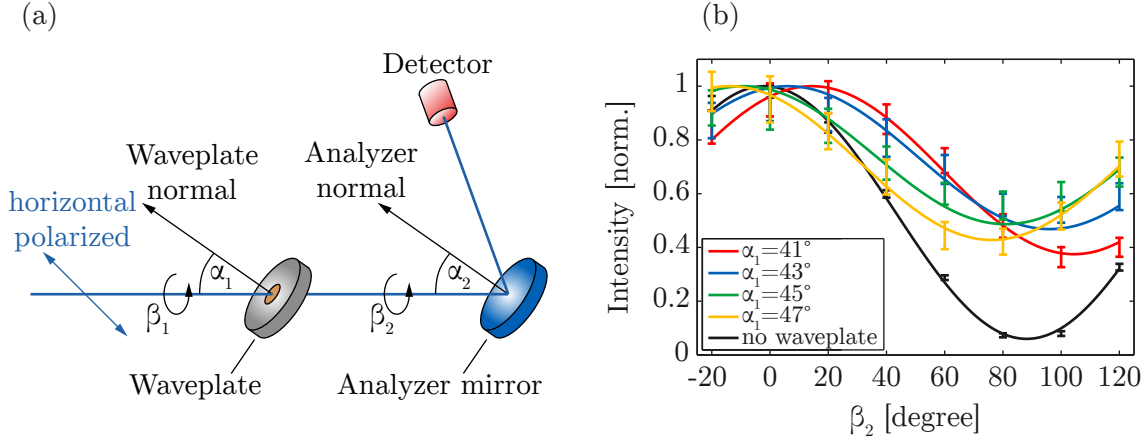 (a)
Detector
Waveplate
normal
Analyzer
normal
horizontal
polarized
α₁
α₂
β₁
β₂
Waveplate
Analyzer mirror
(b)
Intensity [norm.]
1
0.8
0.6
0.4
0.2
0
α₁=41°
α₁=43°
α₁=45°
α₁=47°
no waveplate
-20 0 20 40 60 80 100 120
β₂ [degree]